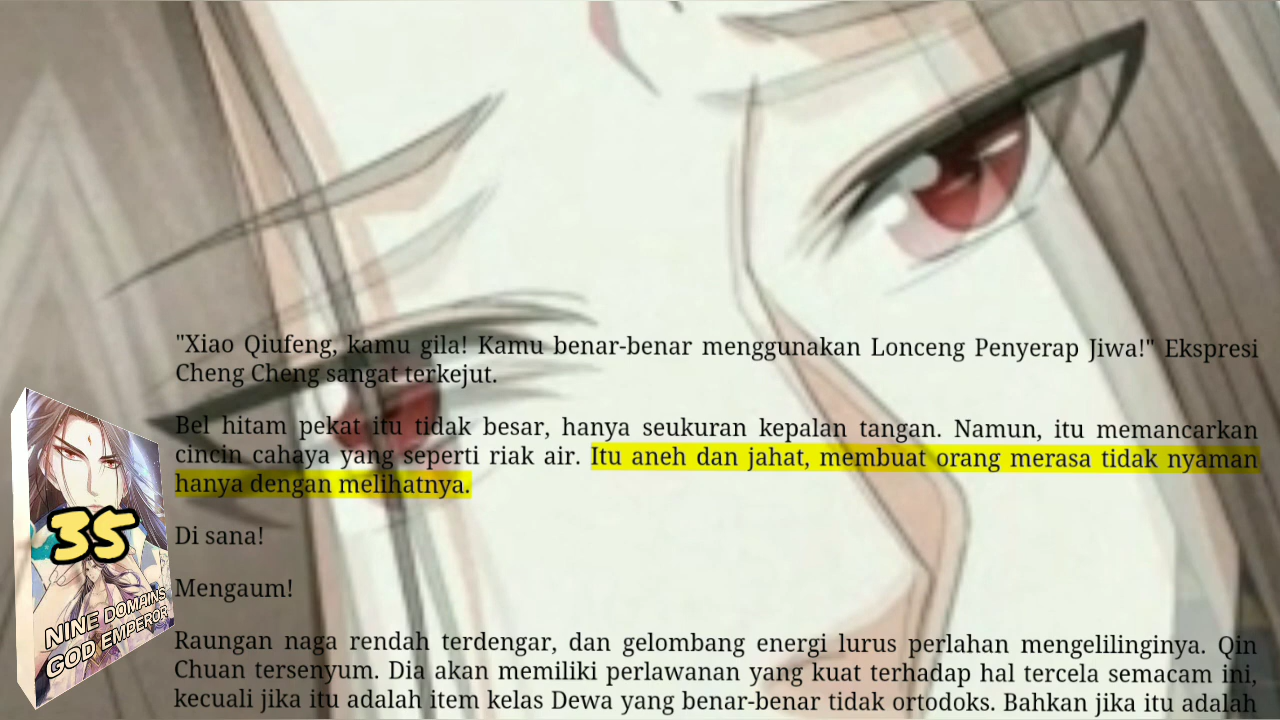 "Xiao Qiufeng, kamu gila! Kamu benar-benar menggunakan Lonceng Penyerap Jiwa!" Ekspresi
Cheng Cheng sangat terkejut.
Bel hitam pekat itu tidak besar, hanya seukuran kepalan tangan. Namun, itu memancarkan
cincin cahaya yang seperti riak air. Itu aneh dan jahat, membuat orang merasa tidak nyaman
hanya dengan melihatnya.
Di sana!
Mengaum!
Raungan naga rendah terdengar, dan gelombang energi lurus perlahan mengelilinginya. Qin
Chuan tersenyum. Dia akan memiliki perlawanan yang kuat terhadap hal tercela semacam ini,
kecuali jika itu adalah item kelas Dewa yang benar-benar tidak ortodoks. Bahkan jika itu adalah
35
NINE DOMAINS
GOD EMPEROR